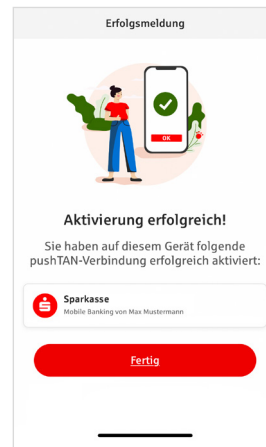 Erfolgsmeldung
OK
Aktivierung erfolgreich!
Sie haben auf diesem Gerät folgende
pushTAN-Verbindung erfolgreich aktiviert:
Sparkasse
Mobile Banking von Max Mustermann
Fertig